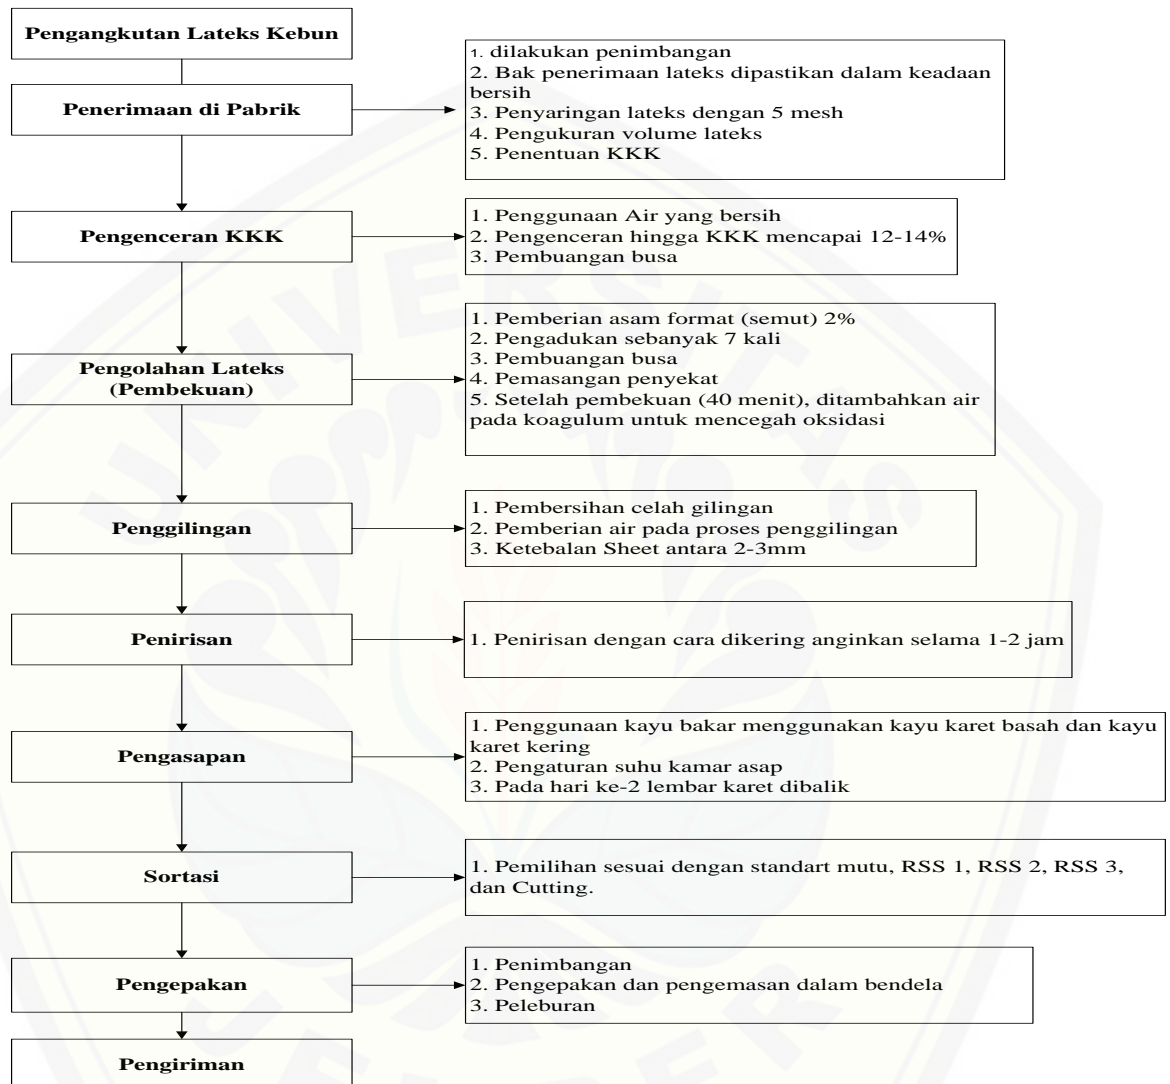 Pengangkutan Lateks Kebun
Penerimaan di Pabrik
1. dilakukan penimbangan
2. Bak penerimaan lateks dipastikan dalam keadaan
bersih
3. Penyaringan lateks dengan 5 mesh
4. Pengukuran volume lateks
5. Penentuan KKK
Pengenceran KKK
1. Penggunaan Air yang bersih
2. Pengenceran hingga KKK mencapai 12-14%
3. Pembuangan busa
Pengolahan Lateks
(Pembekuan)
1. Pemberian asam format (semut) 2%
2. Pengadukan sebanyak 7 kali
3. Pembuangan busa
4. Pemasangan penyekat
5. Setelah pembekuan (40 menit), ditambahkan air
pada koagulum untuk mencegah oksidasi
Penggilingan
1. Pembersihan celah gilingan
2. Pemberian air pada proses penggilingan
3. Ketebalan Sheet antara 2-3mm
Penirisan
1. Penirisan dengan cara dikering anginkan selama 1-2 jam
Pengasapan
1. Penggunaan kayu bakar menggunakan kayu karet basah dan kayu
karet kering
2. Pengaturan suhu kamar asap
3. Pada hari ke-2 lembar karet dibalik
Sortasi
1. Pemilihan sesuai dengan standart mutu, RSS 1, RSS 2, RSS 3,
dan Cutting.
Pengepakan
1. Penimbangan
2. Pengepakan dan pengemasan dalam bendela
3. Peleburan
Pengiriman
UNIVERSITAS
JEMBER